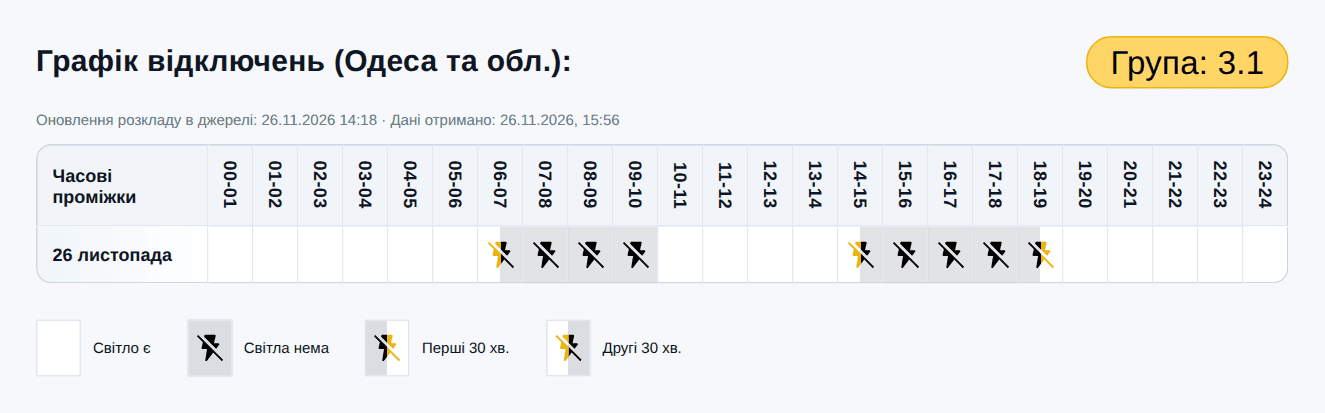 Графік відключень (Одеса та обл.):
Група: 3.1
Оновлення розкладу в джерелі: 26.11.2026 14:18 · Дані отримано: 26.11.2026, 15:56
Часові
проміжки
00-01
01-02
02-03
03-04
04-05
05-06
06-07
07-08
08-09
09-10
10-11
11-12
12-13
13-14
14-15
15-16
16-17
17-18
18-19
19-20
20-21
21-22
22-23
23-24
26 листопада
Світло є
Світла нема
Перші 30 хв.
Другі 30 хв.